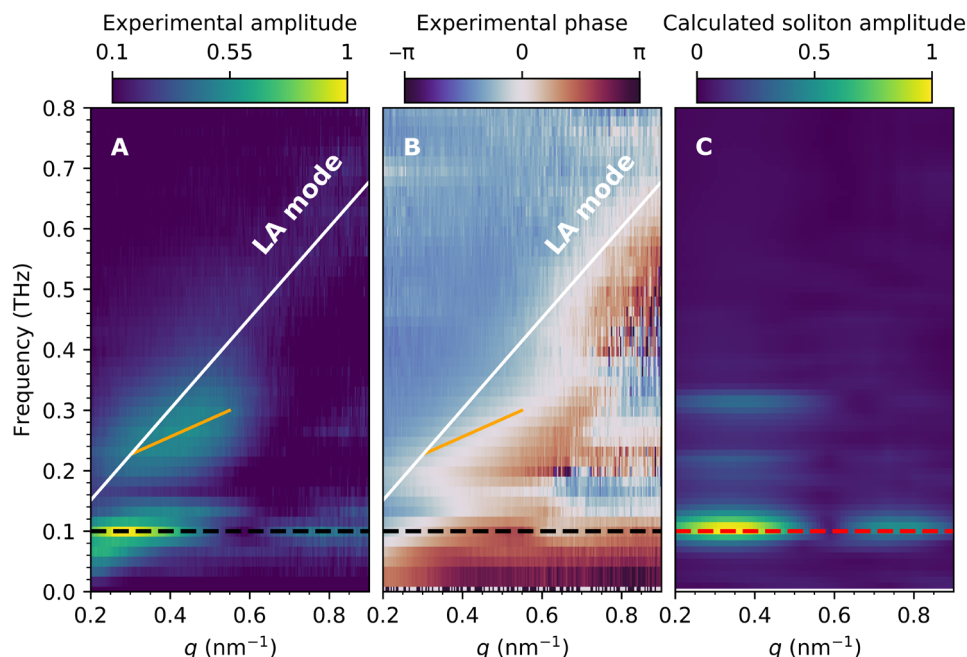 Experimental amplitude Experimental phase Calculated soliton amplitude
0.1 0.55 1 −π 0 π 0 0.5 1
A B C
LA mode LA mode
0.8
0.7
0.6
0.5
0.4
0.3
0.2
0.1
0.0
Frequency (THz)
0.2 0.4 0.6 0.8 0.2 0.4 0.6 0.8 0.2 0.4 0.6 0.8
q (nm⁻¹) q (nm⁻¹) q (nm⁻¹)